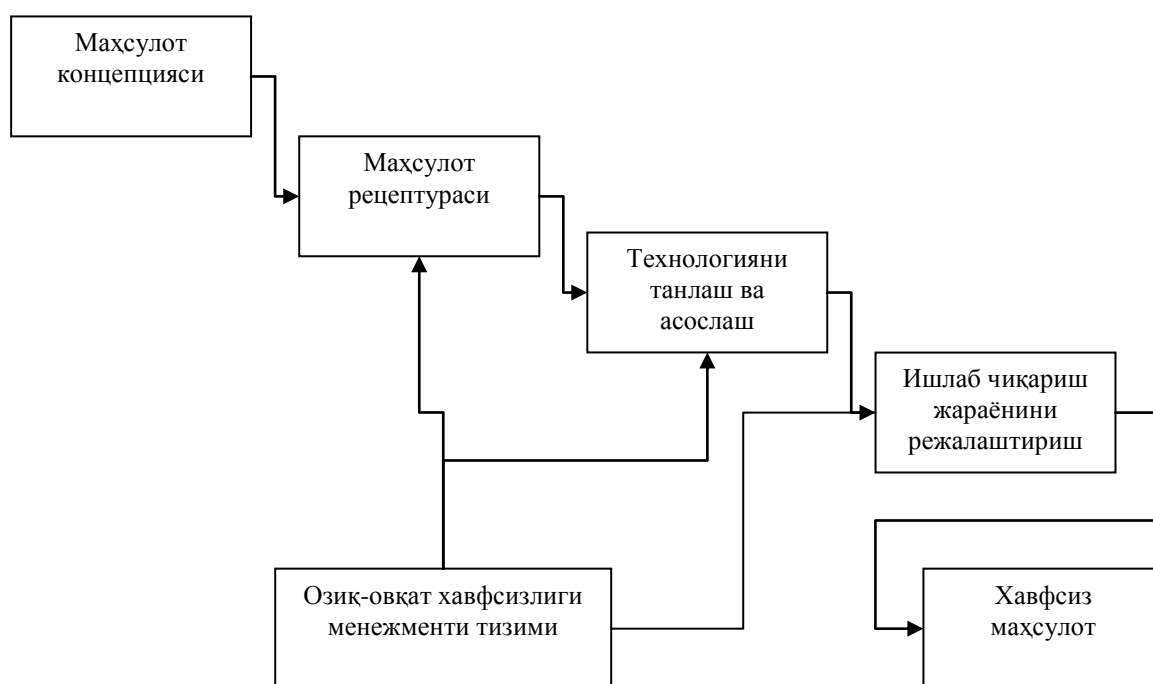 Маҳсулот
концепцияси
Маҳсулот
рецептураси
Технологияни
танлаш ва
асослаш
Ишлаб чиқариш
жараёнини
режалаштириш
Озиқ-овқат хавфсизлиги
менежменти тизими
Хавфсиз
маҳсулот